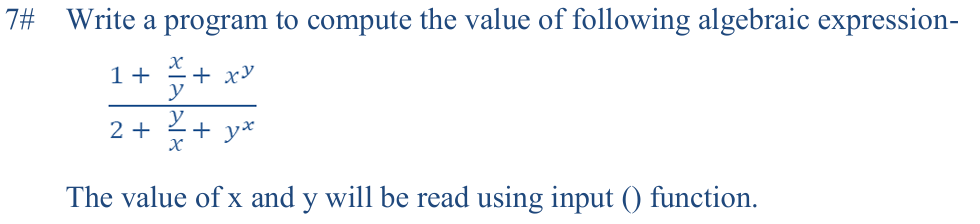 7# Write a program to compute the value of following algebraic expression-
1 + x/y + x^y
2 + y/x + y^x
The value of x and y will be read using input () function.